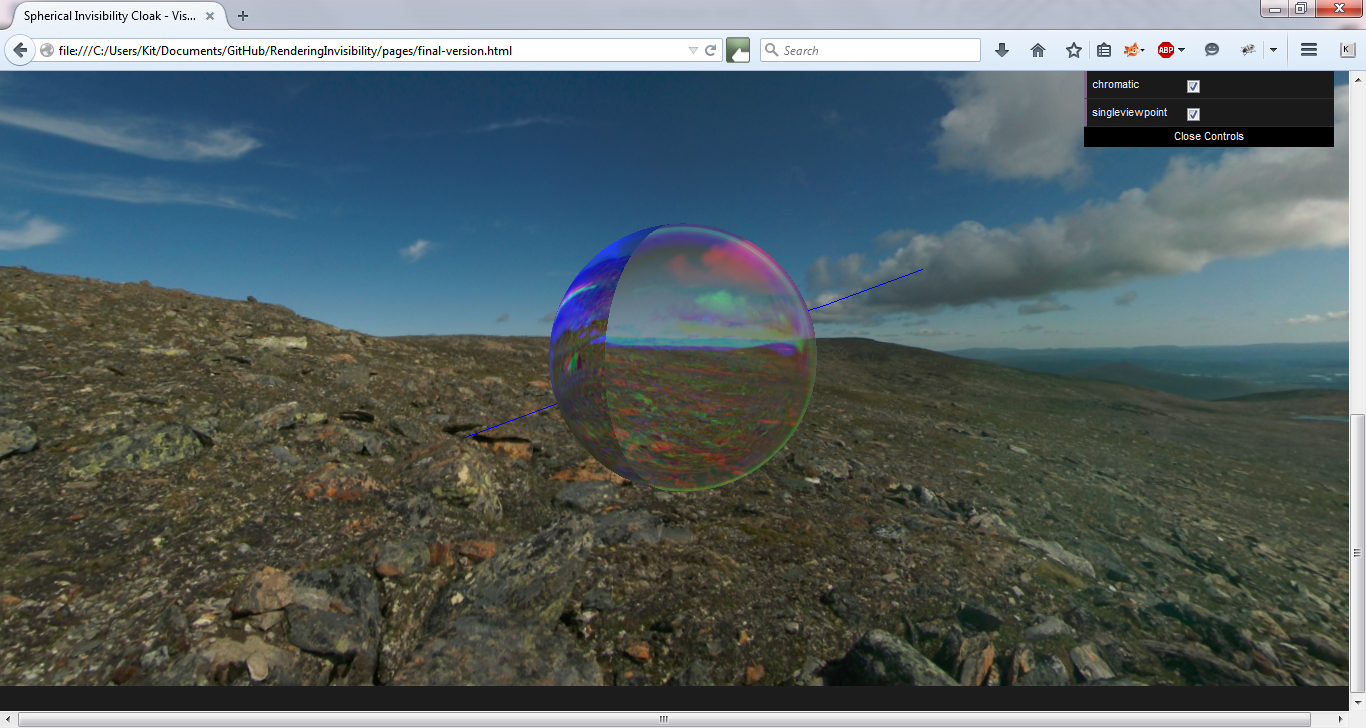 Spherical Invisibility Cloak - Vis...
file:///C:/Users/Kit/Documents/GitHub/RenderingInvisibility/pages/final-version.html
Search
ABP
K
chromatic
singleviewpoint
Close Controls